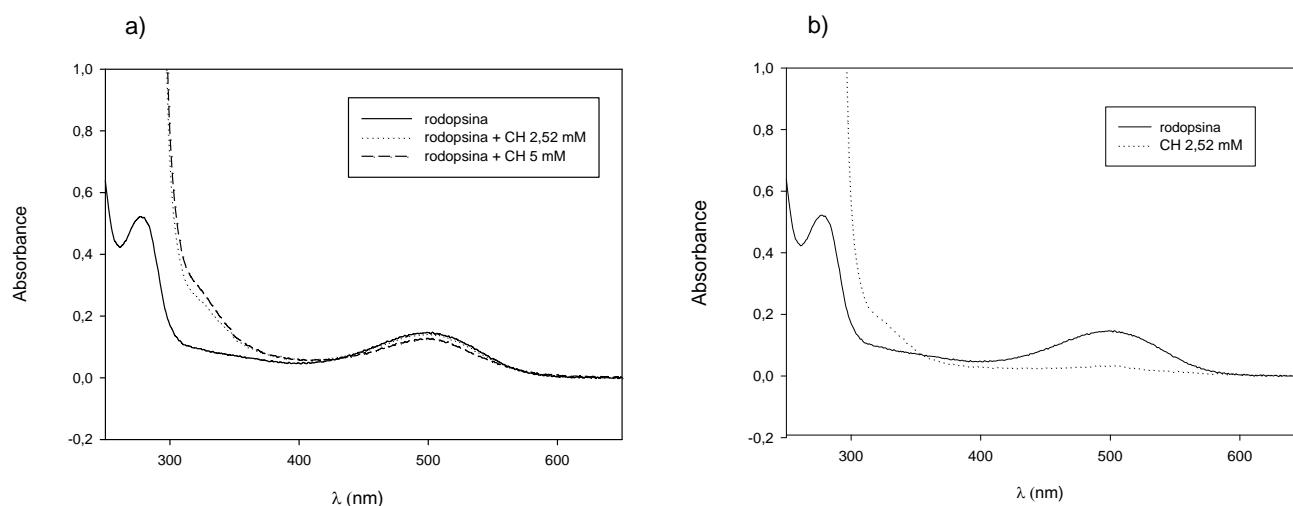 a)
1,0
0,8
0,6
0,4
0,2
0,0
-0,2
Absorbance
rodopsina
rodopsina + CH 2,52 mM
rodopsina + CH 5 mM
300
400
500
600
λ (nm)
b)
1,0
0,8
0,6
0,4
0,2
0,0
-0,2
Absorbance
rodopsina
CH 2,52 mM
300
400
500
600
λ (nm)